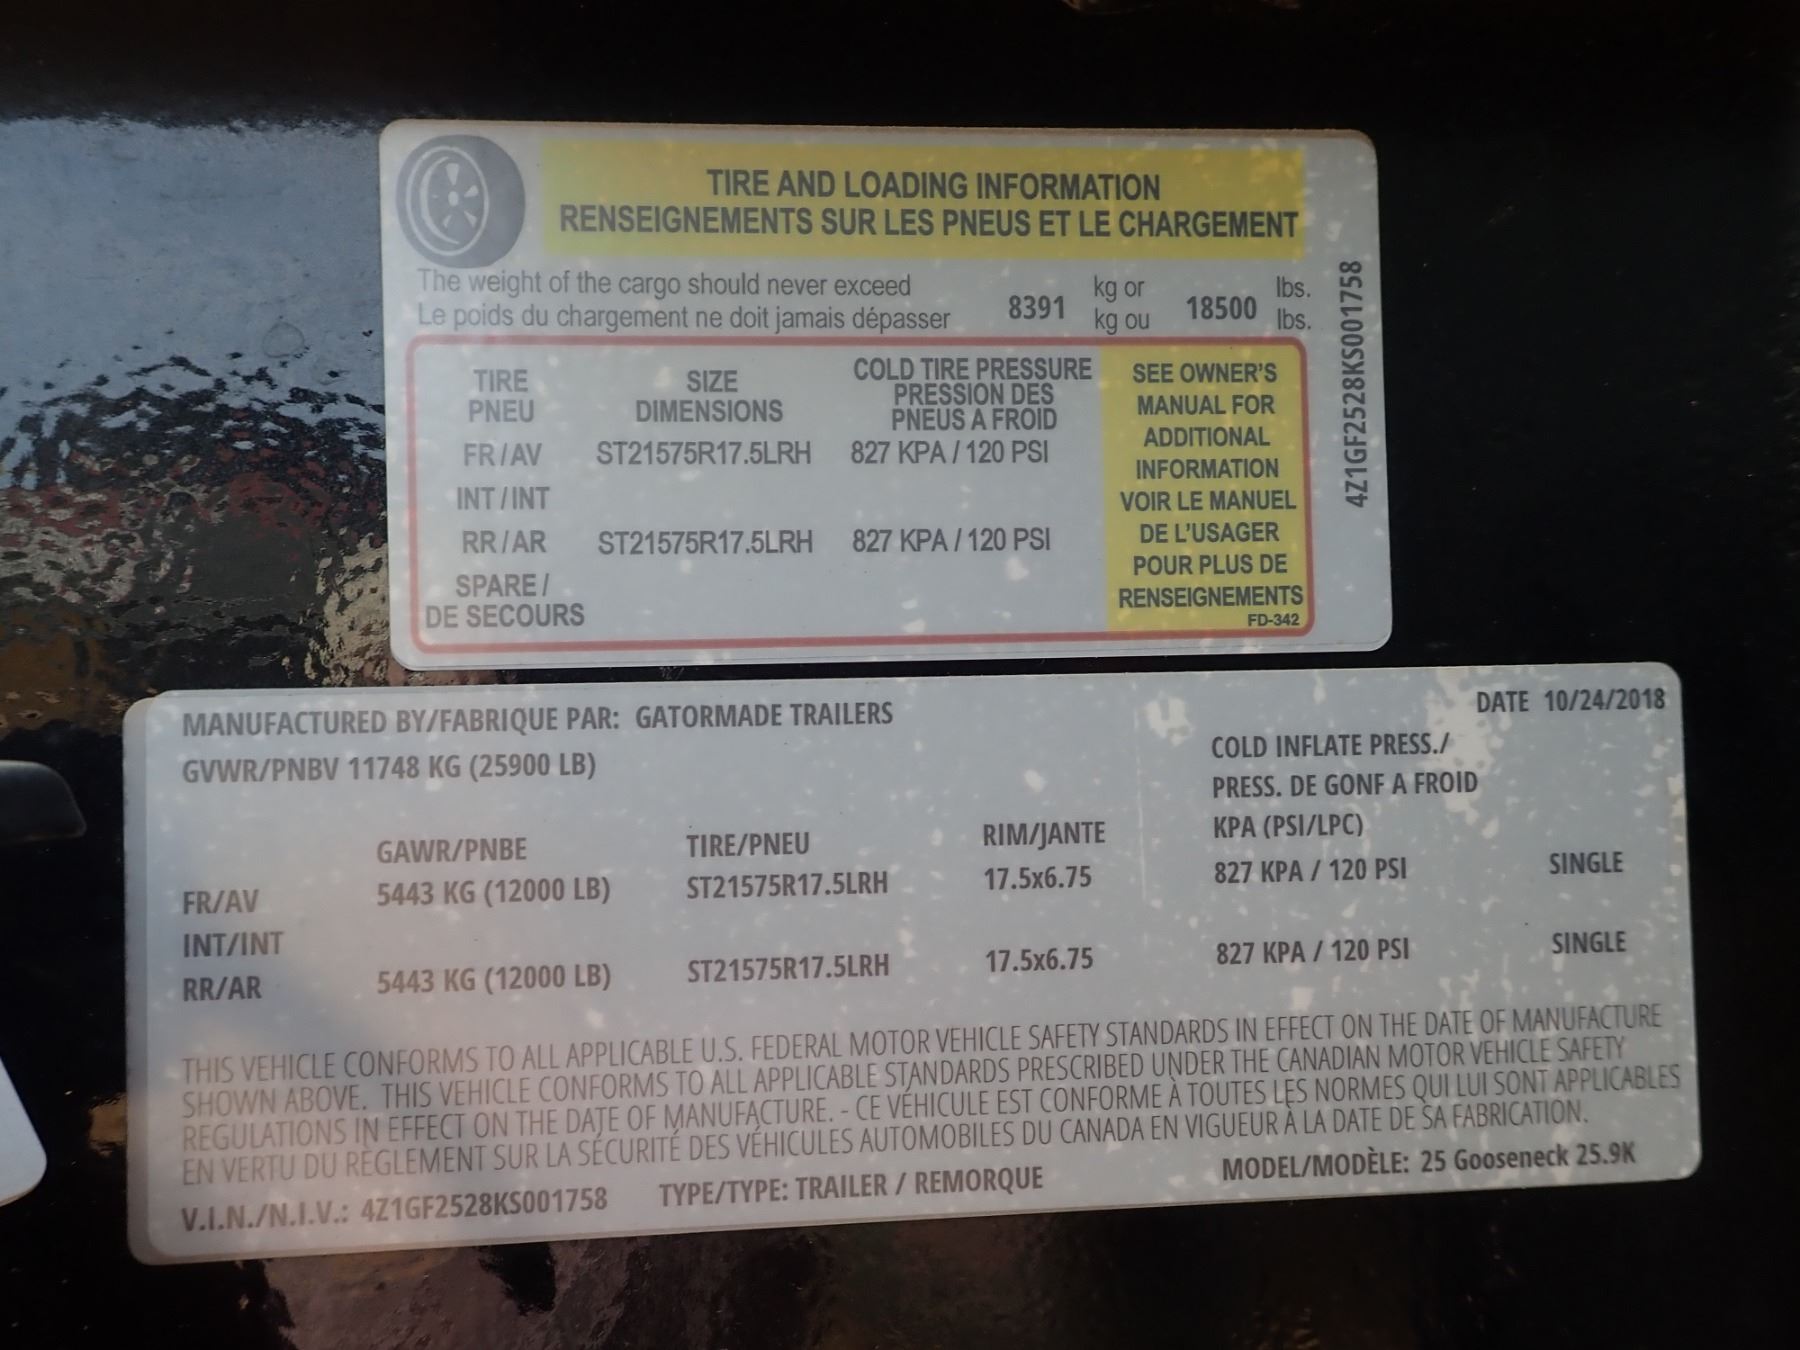 TIRE AND LOADING INFORMATION
RENSEIGNEMENTS SUR LES PNEUS ET LE CHARGEMENT
The weight of the cargo should never exceed
Le poids du chargement ne doit jamais dépasser
8391
kg or
kg ou
18500
lbs.
lbs.
TIRE
PNEU
SIZE
DIMENSIONS
COLD TIRE PRESSURE
PRESSION DES
PNEUS A FROID
FR/AV ST21575R17.5LRH 827 KPA / 120 PSI
INT/INT
RR/AR ST21575R17.5LRH 827 KPA / 120 PSI
SPARE/
DE SECOURS
SEE OWNER'S
MANUAL FOR
ADDITIONAL
INFORMATION
VOIR LE MANUEL
DE L'USAGER
POUR PLUS DE
RENSEIGNEMENTS
FD-342
4Z1GF2528KS001758
MANUFACTURED BY/FABRIQUE PAR: GATORMADE TRAILERS
DATE 10/24/2018
GVWR/PNBV 11748 KG (25900 LB)
COLD INFLATE PRESS./
PRESS. DE GONF A FROID
GAWR/PNBE TIRE/PNEU RIM/JANTE KPA (PSI/LPC)
FR/AV 5443 KG (12000 LB) ST21575R17.5LRH 17.5x6.75 827 KPA / 120 PSI SINGLE
INT/INT
RR/AR 5443 KG (12000 LB) ST21575R17.5LRH 17.5x6.75 827 KPA / 120 PSI SINGLE
THIS VEHICLE CONFORMS TO ALL APPLICABLE U.S. FEDERAL MOTOR VEHICLE SAFETY STANDARDS IN EFFECT ON THE DATE OF MANUFACTURE
SHOWN ABOVE. THIS VEHICLE CONFORMS TO ALL APPLICABLE STANDARDS PRESCRIBED UNDER THE CANADIAN MOTOR VEHICLE SAFETY
REGULATIONS IN EFFECT ON THE DATE OF MANUFACTURE. - CE VÉHICULE EST CONFORME À TOUTES LES NORMES QUI LUI SONT APPLICABLES
EN VERTU DU RÈGLEMENT SUR LA SÉCURITÉ DES VÉHICULES AUTOMOBILES DU CANADA EN VIGUEUR À LA DATE DE SA FABRICATION.
V.I.N./N.I.V.: 4Z1GF2528KS001758 TYPE/TYPE: TRAILER / REMORQUE MODEL/MODÈLE: 25 Gooseneck 25.9K